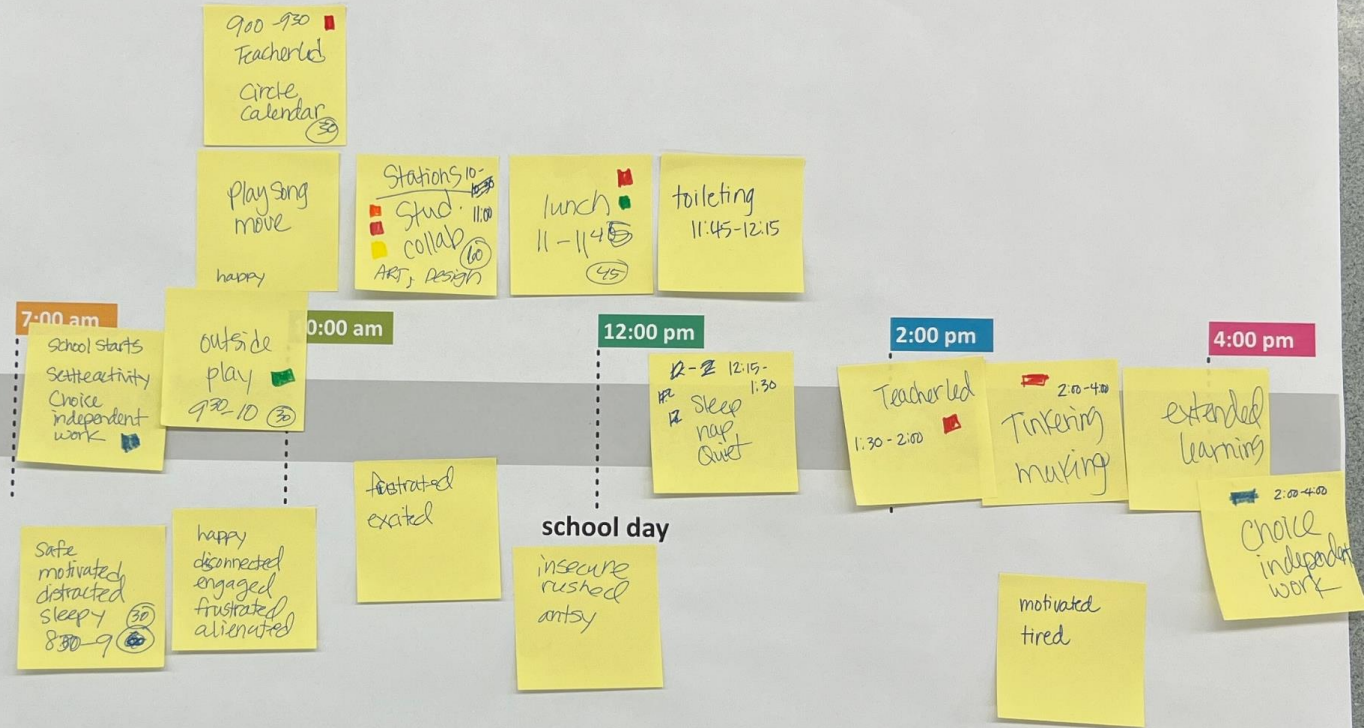 900-930
Teacher Led
Circle
Calendar
30
play song
move
happy
Stations 10-
11:00
Stud.
collab
60
ART, Design
lunch
11-1145
45
toileting
11:45-12:15
7:00 am
10:00 am
12:00 pm
2:00 pm
4:00 pm
School starts
Settle activity
Choice
independent
work
outside
play
930-10
30
12:15-
1:30
Sleep
nap
Quiet
Teacher Led
1:30-2:00
2:00-4:00
Tinkering
making
extended
learning
2:00-4:00
Choice
independent
work
safe
motivated
distracted
sleepy
30
830-9
happy
disconnected
engaged
frustrated
alienated
frustrated
excited
school day
insecure
rushed
antsy
motivated
tired